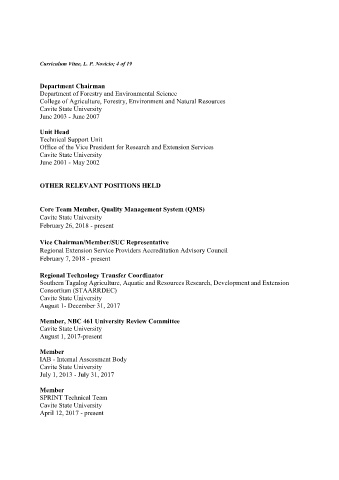 Curriculum Vitae, L. P. Novicio; 4 of 19
Department Chairman
Department of Forestry and Environmental Science
College of Agriculture, Forestry, Environment and Natural Resources
Cavite State University
June 2003 - June 2007
Unit Head
Technical Support Unit
Office of the Vice President for Research and Extension Services
Cavite State University
June 2001 - May 2002
OTHER RELEVANT POSITIONS HELD
Core Team Member, Quality Management System (QMS)
Cavite State University
February 26, 2018 - present
Vice Chairman/Member/SUC Representative
Regional Extension Service Providers Accreditation Advisory Council
February 7, 2018 - present
Regional Technology Transfer Coordinator
Southern Tagalog Agriculture, Aquatic and Resources Research, Development and Extension
Consortium (STAARRDEC)
Cavite State University
August 1- December 31, 2017
Member, NBC 461 University Review Committee
Cavite State University
August 1, 2017-present
Member
IAB - Internal Assessment Body
Cavite State University
July 1, 2013 - July 31, 2017
Member
SPRINT Technical Team
Cavite State University
April 12, 2017 - present